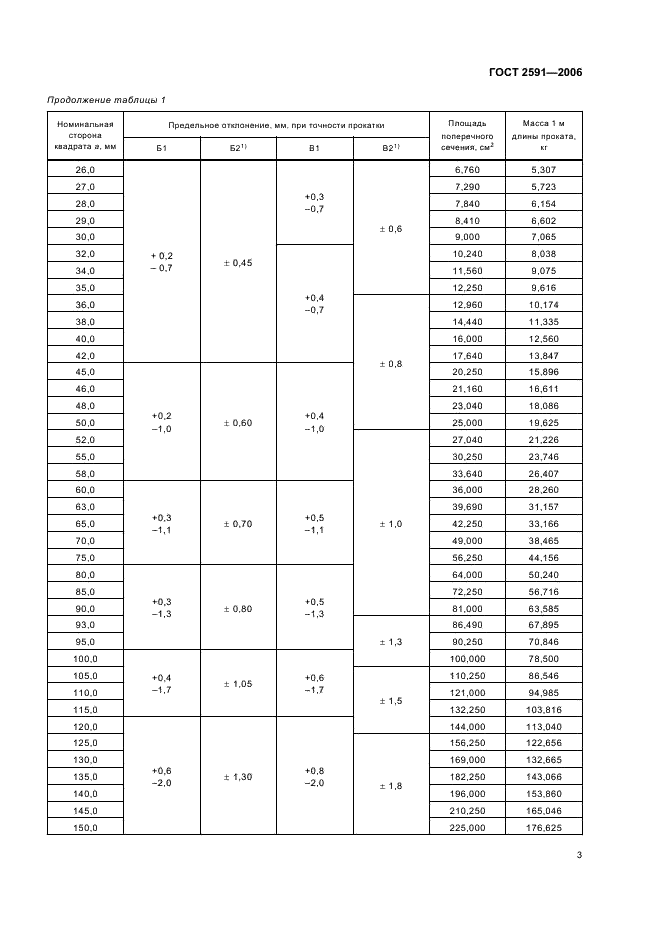 ГОСТ 2591—2006
Продолжение таблицы 1
Номинальная сторона квадрата а, мм | Предельное отклонение, мм, при точности прокатки | Площадь поперечного сечения, см² | Масса 1 м длины проката, кг
Б1 | Б2¹⁾ | В1 | В2¹⁾
26,0 | + 0,2 – 0,7 | ± 0,45 | +0,3 –0,7 | ± 0,6 | 6,760 | 5,307
27,0 | 7,290 | 5,723
28,0 | 7,840 | 6,154
29,0 | 8,410 | 6,602
30,0 | 9,000 | 7,065
32,0 | +0,4 –0,7 | 10,240 | 8,038
34,0 | 11,560 | 9,075
35,0 | 12,250 | 9,616
36,0 | ± 0,8 | 12,960 | 10,174
38,0 | 14,440 | 11,335
40,0 | 16,000 | 12,560
42,0 | 17,640 | 13,847
45,0 | +0,2 –1,0 | ± 0,60 | +0,4 –1,0 | 20,250 | 15,896
46,0 | 21,160 | 16,611
48,0 | 23,040 | 18,086
50,0 | 25,000 | 19,625
52,0 | ± 1,0 | 27,040 | 21,226
55,0 | 30,250 | 23,746
58,0 | 33,640 | 26,407
60,0 | +0,3 –1,1 | ± 0,70 | +0,5 –1,1 | 36,000 | 28,260
63,0 | 39,690 | 31,157
65,0 | 42,250 | 33,166
70,0 | 49,000 | 38,465
75,0 | 56,250 | 44,156
80,0 | +0,3 –1,3 | ± 0,80 | +0,5 –1,3 | 64,000 | 50,240
85,0 | 72,250 | 56,716
90,0 | 81,000 | 63,585
93,0 | ± 1,3 | 86,490 | 67,895
95,0 | 90,250 | 70,846
100,0 | +0,4 –1,7 | ± 1,05 | +0,6 –1,7 | 100,000 | 78,500
105,0 | ± 1,5 | 110,250 | 86,546
110,0 | 121,000 | 94,985
115,0 | 132,250 | 103,816
120,0 | +0,6 –2,0 | ± 1,30 | +0,8 –2,0 | 144,000 | 113,040
125,0 | ± 1,8 | 156,250 | 122,656
130,0 | 169,000 | 132,665
135,0 | 182,250 | 143,066
140,0 | 196,000 | 153,860
145,0 | 210,250 | 165,046
150,0 | 225,000 | 176,625
3